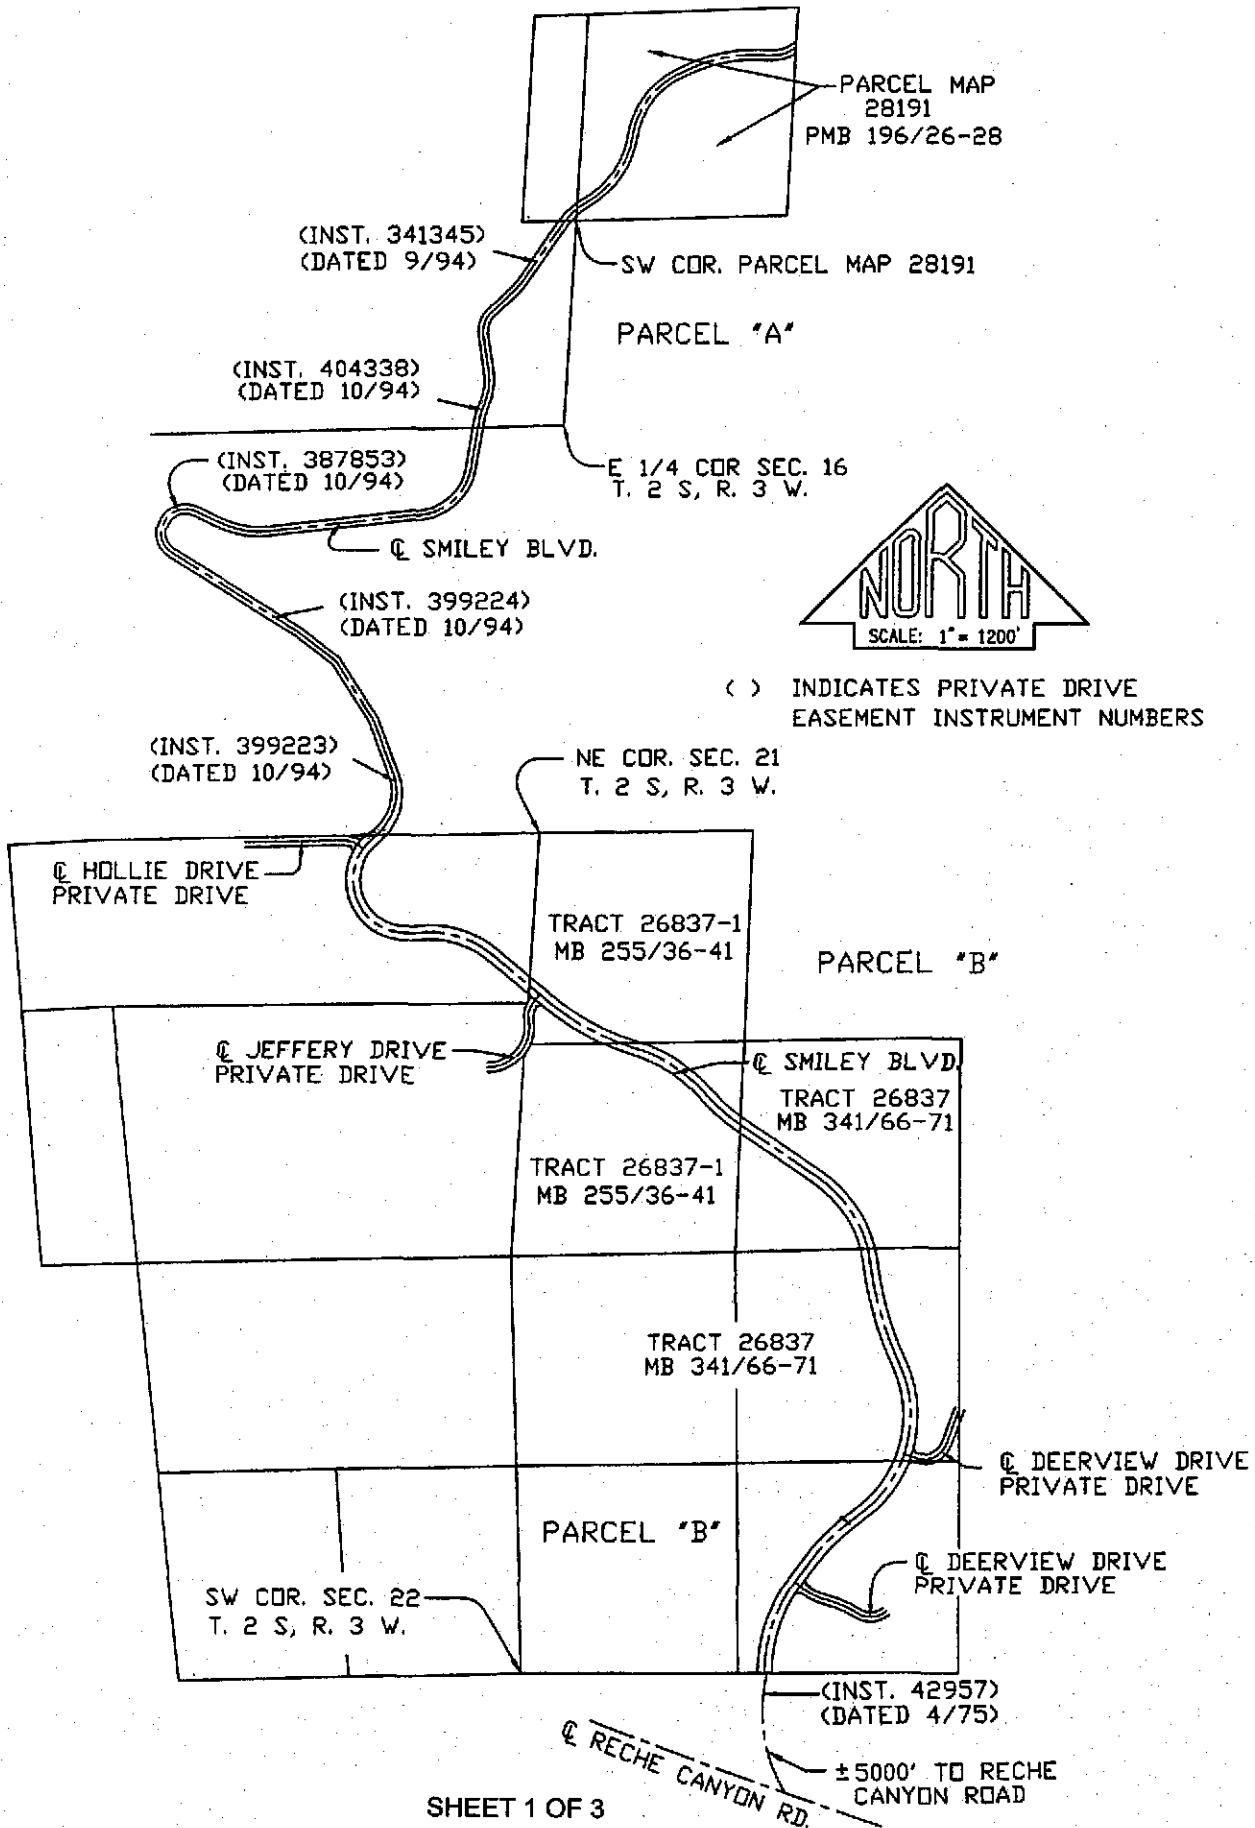 PARCEL MAP
28191
PMB 196/26-28
(INST. 341345)
(DATED 9/94)
SW COR. PARCEL MAP 28191
PARCEL "A"
(INST. 404338)
(DATED 10/94)
(INST. 387853)
(DATED 10/94)
E 1/4 COR SEC. 16
T. 2 S, R. 3 W.
℄ SMILEY BLVD.
NORTH
SCALE: 1" = 1200'
(INST. 399224)
(DATED 10/94)
( ) INDICATES PRIVATE DRIVE
EASEMENT INSTRUMENT NUMBERS
(INST. 399223)
(DATED 10/94)
NE COR. SEC. 21
T. 2 S, R. 3 W.
℄ HOLLIE DRIVE
PRIVATE DRIVE
TRACT 26837-1
MB 255/36-41
PARCEL "B"
℄ JEFFERY DRIVE
PRIVATE DRIVE
℄ SMILEY BLVD.
TRACT 26837
MB 341/66-71
TRACT 26837-1
MB 255/36-41
TRACT 26837
MB 341/66-71
℄ DEERVIEW DRIVE
PRIVATE DRIVE
PARCEL "B"
℄ DEERVIEW DRIVE
PRIVATE DRIVE
SW COR. SEC. 22
T. 2 S, R. 3 W.
(INST. 42957)
(DATED 4/75)
℄ RECHE CANYON RD.
±5000' TO RECHE
CANYON ROAD
SHEET 1 OF 3